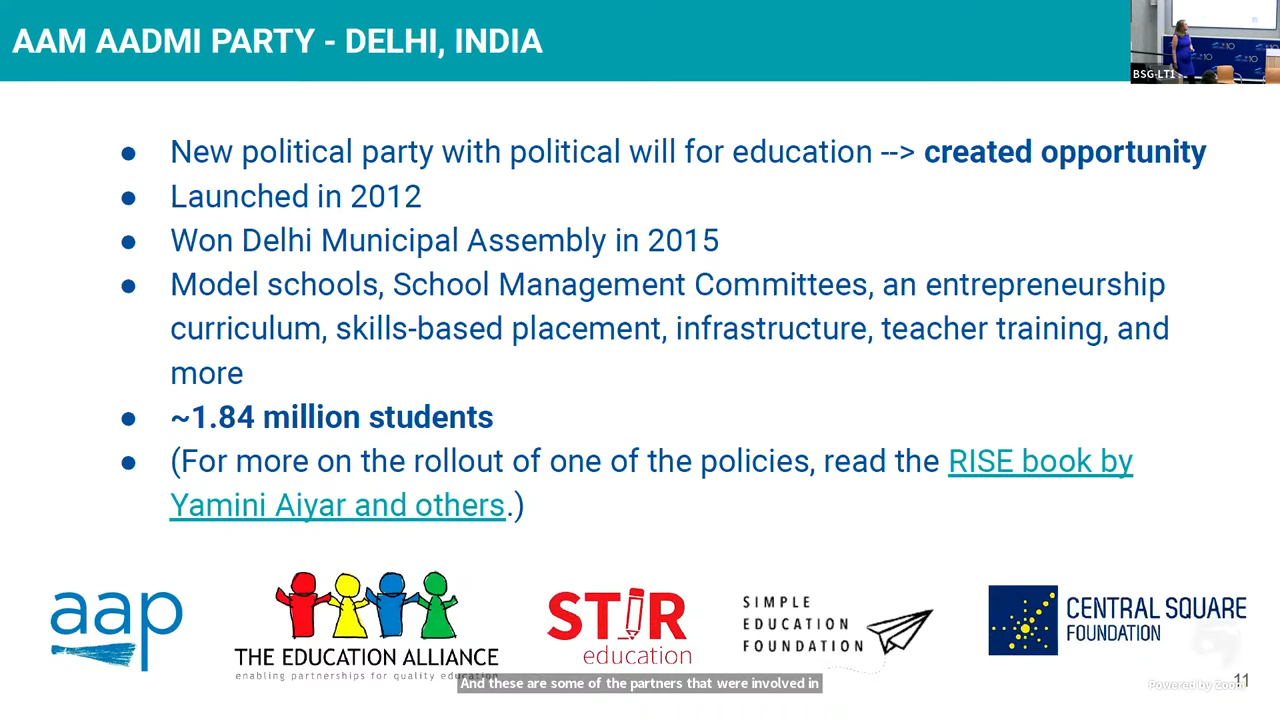 AAM AADMI PARTY - DELHI, INDIA
BSG-LT1
10
10
● New political party with political will for education --> created opportunity
● Launched in 2012
● Won Delhi Municipal Assembly in 2015
● Model schools, School Management Committees, an entrepreneurship
curriculum, skills-based placement, infrastructure, teacher training, and
more
● ~1.84 million students
● (For more on the rollout of one of the policies, read the RISE book by
Yamini Aiyar and others.)
aap
THE EDUCATION ALLIANCE
enabling partnerships for quality education
STiR
education
SIMPLE
EDUCATION
FOUNDATION
CENTRAL SQUARE
FOUNDATION
And these are some of the partners that were involved in
Powered by Zoom
11